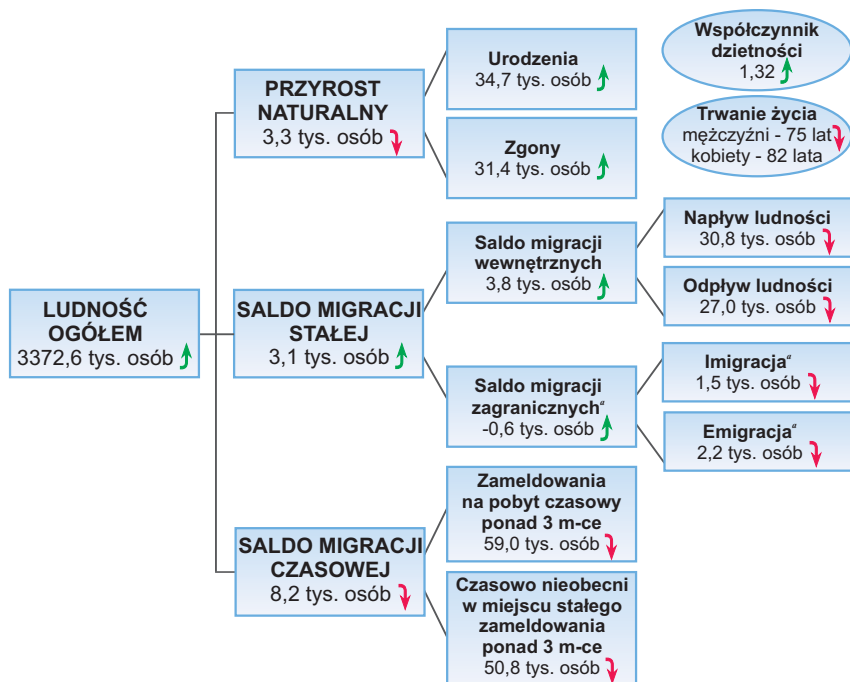 LUDNOŚĆ
OGÓŁEM
3372,6 tys. osób
PRZYROST
NATURALNY
3,3 tys. osób
Urodzenia
34,7 tys. osób
Zgony
31,4 tys. osób
Współczynnik
dzietności
1,32
Trwanie życia
mężczyźni - 75 lat
kobiety - 82 lata
SALDO MIGRACJI
STAŁEJ
3,1 tys. osób
Saldo migracji
wewnętrznych
3,8 tys. osób
Napływ ludności
30,8 tys. osób
Odpływ ludności
27,0 tys. osób
Saldo migracji
zagranicznych a
-0,6 tys. osób
Imigracja a
1,5 tys. osób
Emigracja a
2,2 tys. osób
SALDO MIGRACJI
CZASOWEJ
8,2 tys. osób
Zameldowania
na pobyt czasowy
ponad 3 m-ce
59,0 tys. osób
Czasowo nieobecni
w miejscu stałego
zameldowania
ponad 3 m-ce
50,8 tys. osób